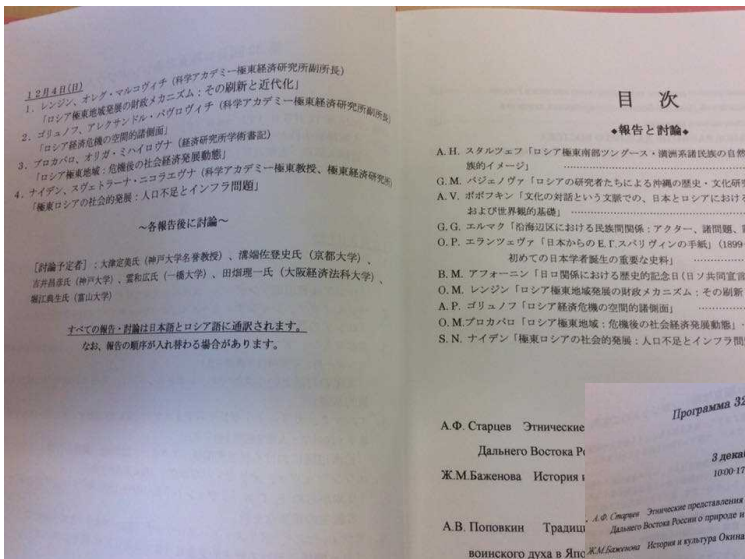 12月4日(日)
1. レンジン、オレグ・マルコヴィチ (科学アカデミー極東経済研究所副所長)
「ロシア極東地域発展の財政メカニズム:その刷新と近代化」
2. ゴリュノフ、アレクサンドル・パヴロヴィチ (科学アカデミー極東経済研究所副所長)
「ロシア経済危機の空間的諸側面」
3. プロカパロ、オリガ・ミハイロヴナ (経済研究所学術書記)
「ロシア極東地域:危機後の社会経済発展動態」
4. ナイデン、スヴェトラーナ・ニコラエヴナ (科学アカデミー極東教授、極東経済研究所)
「極東ロシアの社会的発展:人口不足とインフラ問題」
~各報告後に討論~
[討論予定者]:大津定美氏 (神戸大学名誉教授)、溝端佐登史氏 (京都大学)、
吉井昌彦氏 (神戸大学)、雲和広氏 (一橋大学)、田畑理一氏 (大阪経済法科大学)、
堀江典生氏 (富山大学)
すべての報告・討論は日本語とロシア語に通訳されます。
なお、報告の順序が入れ替わる場合があります。
目 次
◆報告と討論◆
A. H. スタルツェフ「ロシア極東南部ツングース・満洲系諸民族の自然
族的イメージ」
G. M. バジェノヴァ「ロシアの研究者たちによる沖縄の歴史・文化研
A. V. ポポフキン「文化の対話という文脈での、日本とロシアにおけ
および世界観的基礎」
G. G. エルマク「沿海辺区における民族間関係:アクター、諸問題、
O. P. エランツェヴァ「日本からのЕ.Г.スパリヴィンの手紙」(1899
初めての日本学者誕生の重要な史料」
B. M. アフォーニン「日ロ関係における歴史的記念日(日ソ共同宣言
O. M. レンジン「ロシア極東地域発展の財政メカニズム:その刷新
A. P. ゴリュノフ「ロシア経済危機の空間的諸側面」
O. M.プロカパロ「ロシア極東地域:危機後の社会経済発展動態」
S. N. ナイデン「極東ロシアの社会的発展:人口不足とインフラ問
А.Ф. Старцев Этнические
Дальнего Востока Ро
Ж.М.Баженова История и
А.В. Поповкин Традиц
воинского духа в Япо
Программа 32
3 декаб
10:00-17
А.Ф. Старцев Этнические представления
Дальнего Востока России о природе и
Ж.М.Баженова История и культура Окина